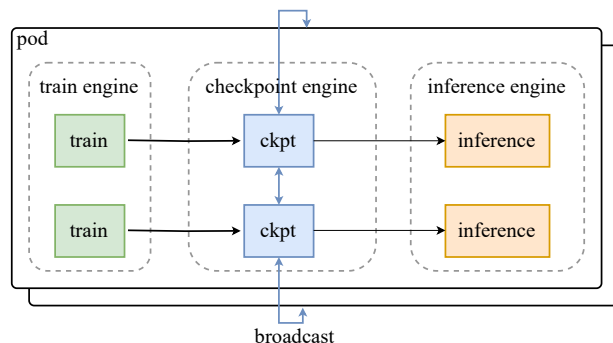 pod
train engine
checkpoint engine
inference engine
train
ckpt
inference
train
ckpt
inference
broadcast